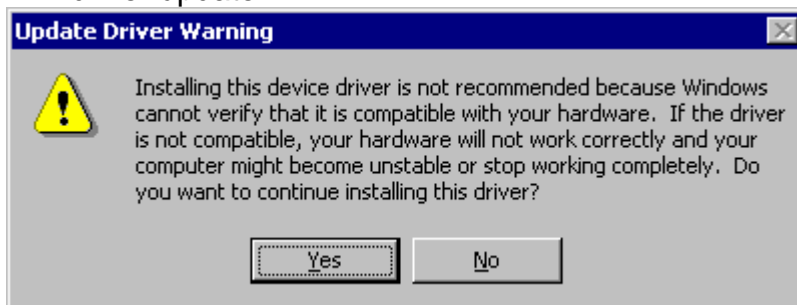 Update Driver Warning
Installing this device driver is not recommended because Windows
cannot verify that it is compatible with your hardware.  If the driver
is not compatible, your hardware will not work correctly and your
computer might become unstable or stop working completely.  Do
you want to continue installing this driver?
Yes
No